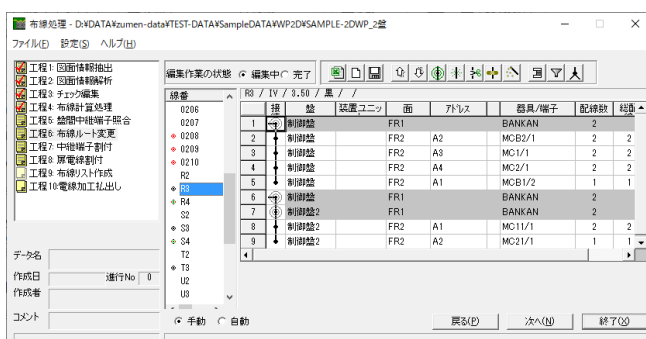 布線処理 - D:¥DATA¥zumen-data¥TEST-DATA¥SampleDATA¥WP2D¥SAMPLE-2DWP_2盤
ファイル(F) 設定(S) ヘルプ(H)
工程1: 図面情報抽出
工程2: 図面情報解析
工程3: チェック/編集
工程4: 布線計算処理
工程5: 盤間中継端子照合
工程6: 布線ルート変更
工程7: 中継端子割付
工程8: 扉電線割付
工程9: 布線リスト作成
工程10:電線加工払出し
データ名
作成日 進行No 0
作成者
コメント
編集作業の状態 編集中 完了
線番
0206
0207
0208
0209
0210
R2
R3
R4
S2
S3
S4
T2
T3
U2
U3
手動 自動
R3 / IV / 3.50 / 黒 / /
接 盤 装置ユニッ 面 アドレス 器具/端子 配線数 総配
1 制御盤 FR1 BANKAN 2
2 制御盤 FR2 A2 MCB2/1 2 2
3 制御盤 FR2 A3 MC1/1 2 2
4 制御盤 FR2 A4 MC2/1 2 2
5 制御盤 FR2 A1 MCB1/2 1 1
6 制御盤 FR1 BANKAN 2
7 制御盤2 FR1 BANKAN 2
8 制御盤2 FR2 A1 MC11/1 2 2
9 制御盤2 FR2 A2 MC21/1 1 1
戻る(P) 次へ(N) 終了(X)